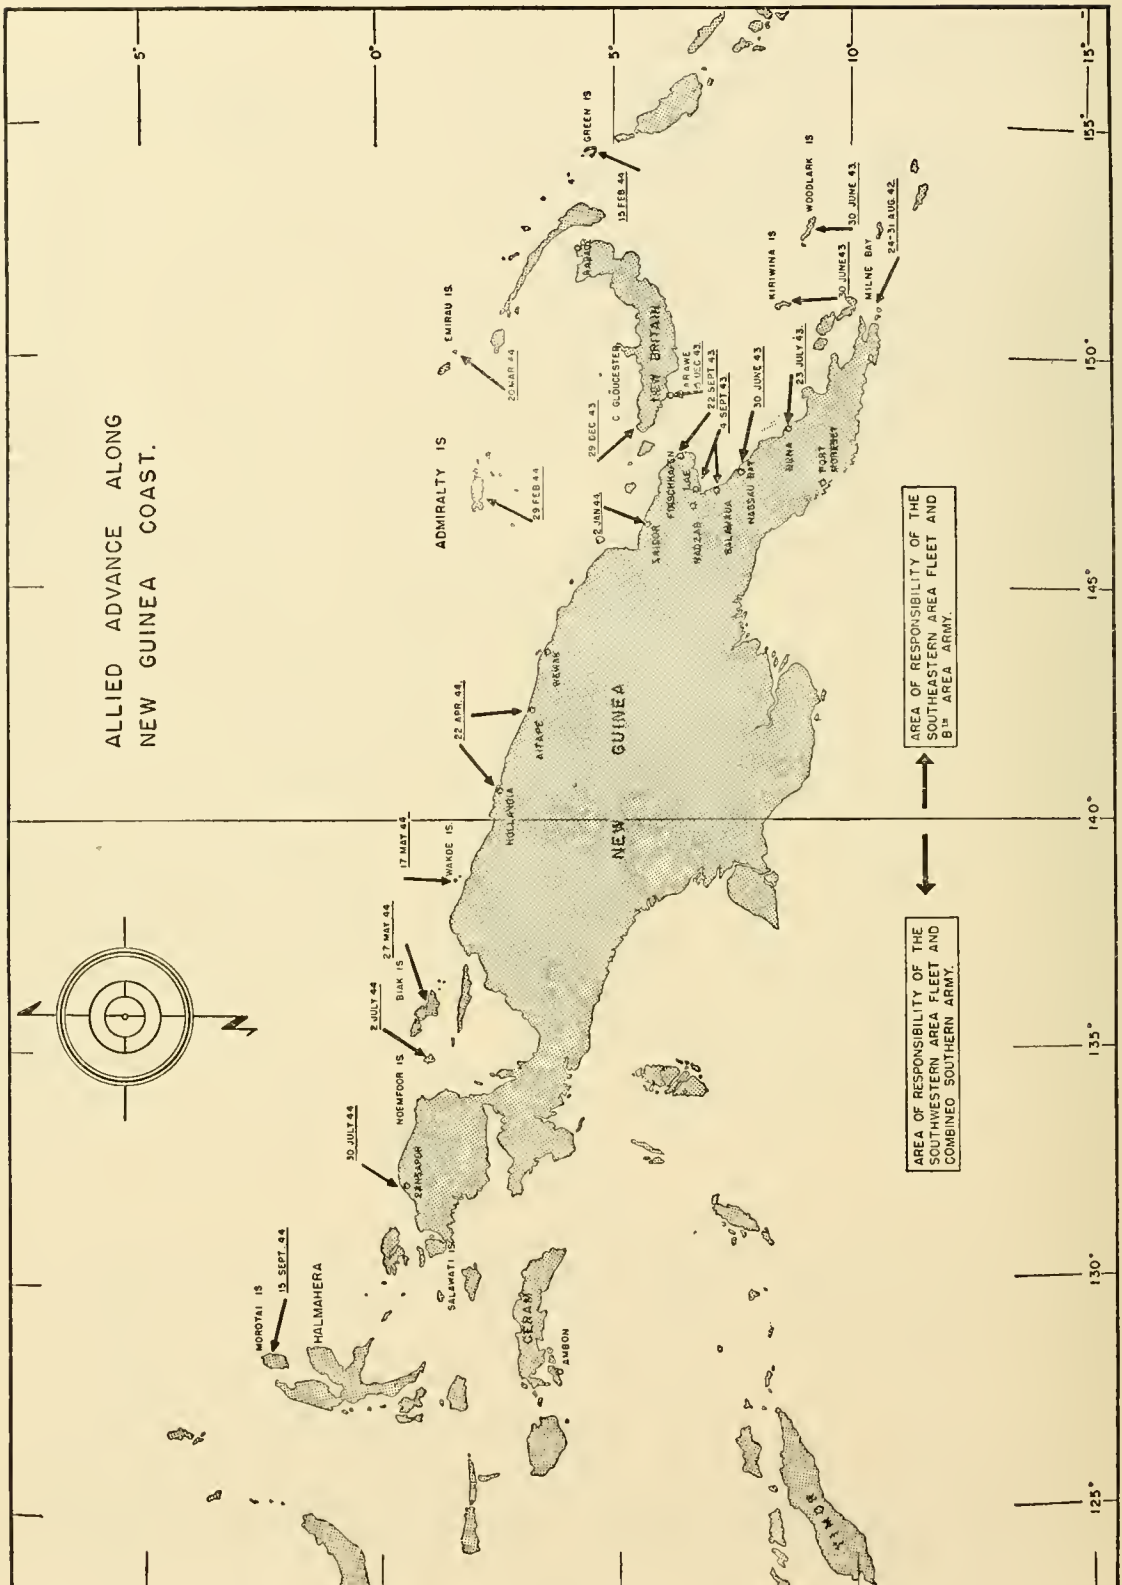 ALLIED ADVANCE ALONG
NEW GUINEA COAST.
5°
0°
5°
10°
15°
125°
130°
135°
140°
145°
150°
155°
MOROTAI IS
15 SEPT. 44
HALMAHERA
SALAWATI IS
CERAM
AMBON
TIMOR
30 JULY 44
SANSAPOR
NOEMFOOR IS
2 JULY 44
BIAK IS
27 MAY 44
17 MAY 44
WAKDE IS.
22 APR. 44
HOLLANDIA
AITAPE
WEWAK
NEW GUINEA
ADMIRALTY IS
29 FEB 44
EMIRAU IS.
20 MAR 44
GREEN IS
15 FEB 44
RABAUL
NEW BRITAIN
C GLOUCESTER
29 DEC 43
ARAWE
DEC 43
2 JAN 44
SAIDOR
FINSCHHAFEN
22 SEPT 43
LAE
4 SEPT 43
NADZAB
SALAMAUA
NASSAU BAY
30 JUNE 43
BUNA
23 JULY 43.
PORT
MORESBY
KIRIWINA IS
30 JUNE 43
WOODLARK IS
30 JUNE 43.
MILNE BAY
24-31 AUG. 42
AREA OF RESPONSIBILITY OF THE
SOUTHWESTERN AREA FLEET AND
COMBINED SOUTHERN ARMY.
AREA OF RESPONSIBILITY OF THE
SOUTHEASTERN AREA FLEET AND
8TH AREA ARMY.